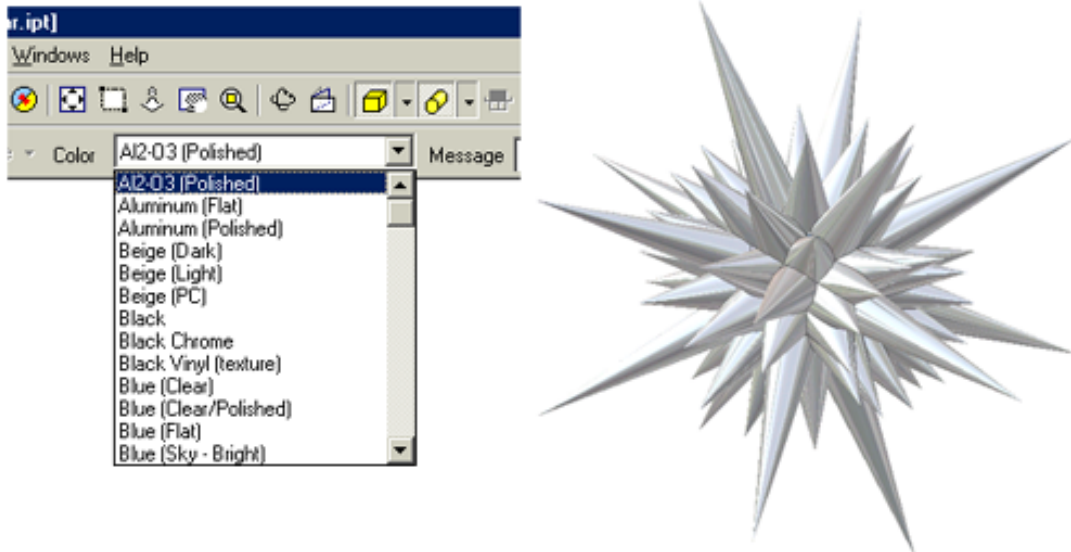 ar.ipt]
Windows Help
Color Al2-O3 (Polished) Message
Al2-O3 (Polished)
Aluminum (Flat)
Aluminum (Polished)
Beige (Dark)
Beige (Light)
Beige (PC)
Black
Black Chrome
Black Vinyl (texture)
Blue (Clear)
Blue (Clear/Polished)
Blue (Flat)
Blue (Sky - Bright)